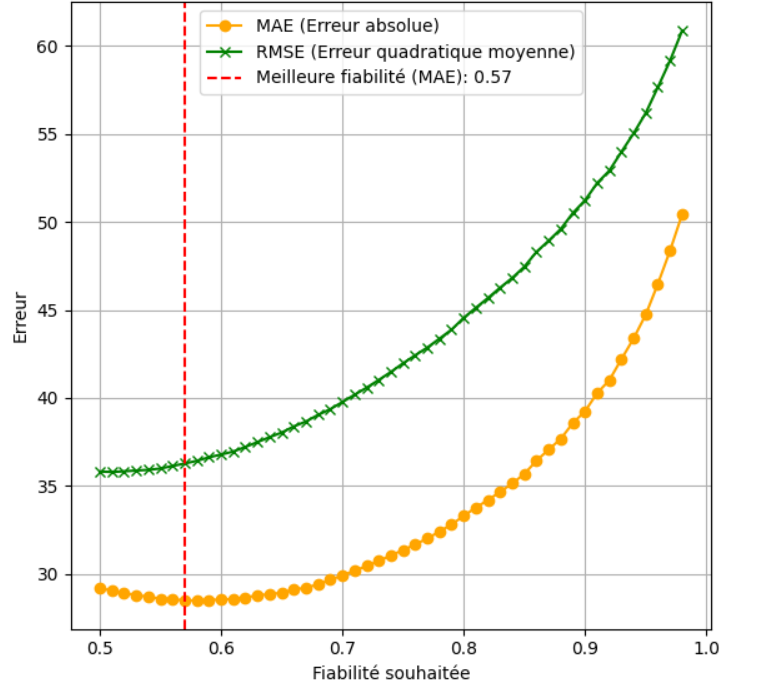 MAE (Erreur absolue)
RMSE (Erreur quadratique moyenne)
Meilleure fiabilité (MAE): 0.57
60
55
50
45
40
35
30
Erreur
0.5 0.6 0.7 0.8 0.9 1.0
Fiabilité souhaitée